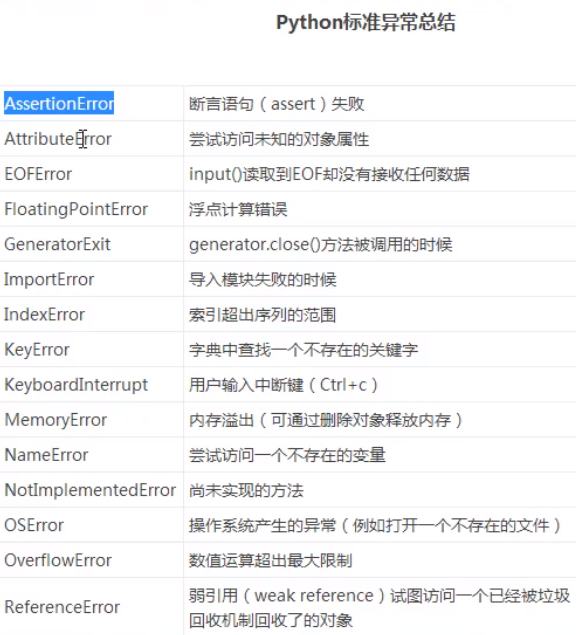 Python标准异常总结
AssertionError 断言语句（assert）失败
AttributeError 尝试访问未知的对象属性
EOFError input()读取到EOF却没有接收任何数据
FloatingPointError 浮点计算错误
GeneratorExit generator.close()方法被调用的时候
ImportError 导入模块失败的时候
IndexError 索引超出序列的范围
KeyError 字典中查找一个不存在的关键字
KeyboardInterrupt 用户输入中断键（Ctrl+c）
MemoryError 内存溢出（可通过删除对象释放内存）
NameError 尝试访问一个不存在的变量
NotImplementedError 尚未实现的方法
OSError 操作系统产生的异常（例如打开一个不存在的文件）
OverflowError 数值运算超出最大限制
ReferenceError 弱引用（weak reference）试图访问一个已经被垃圾
回收机制回收了的对象